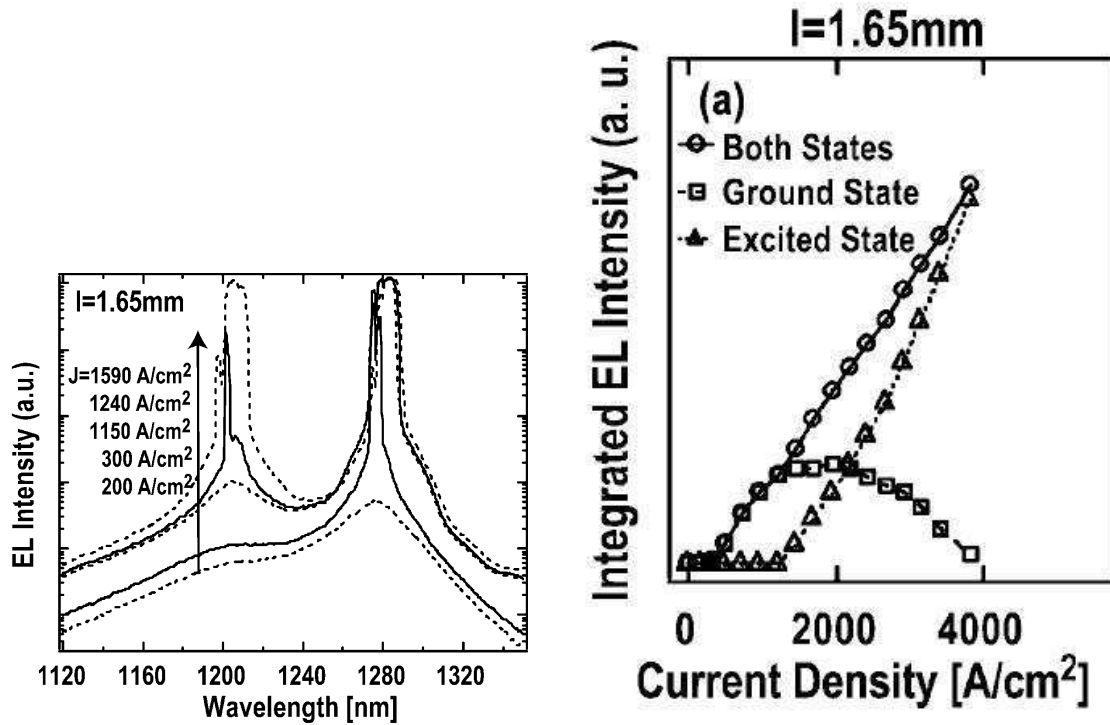 l=1.65mm
J=1590 A/cm²
1240 A/cm²
1150 A/cm²
300 A/cm²
200 A/cm²
EL Intensity (a.u.)
1120 1160 1200 1240 1280 1320
Wavelength [nm]
l=1.65mm
(a)
Both States
Ground State
Excited State
Integrated EL Intensity (a. u.)
0 2000 4000
Current Density [A/cm²]